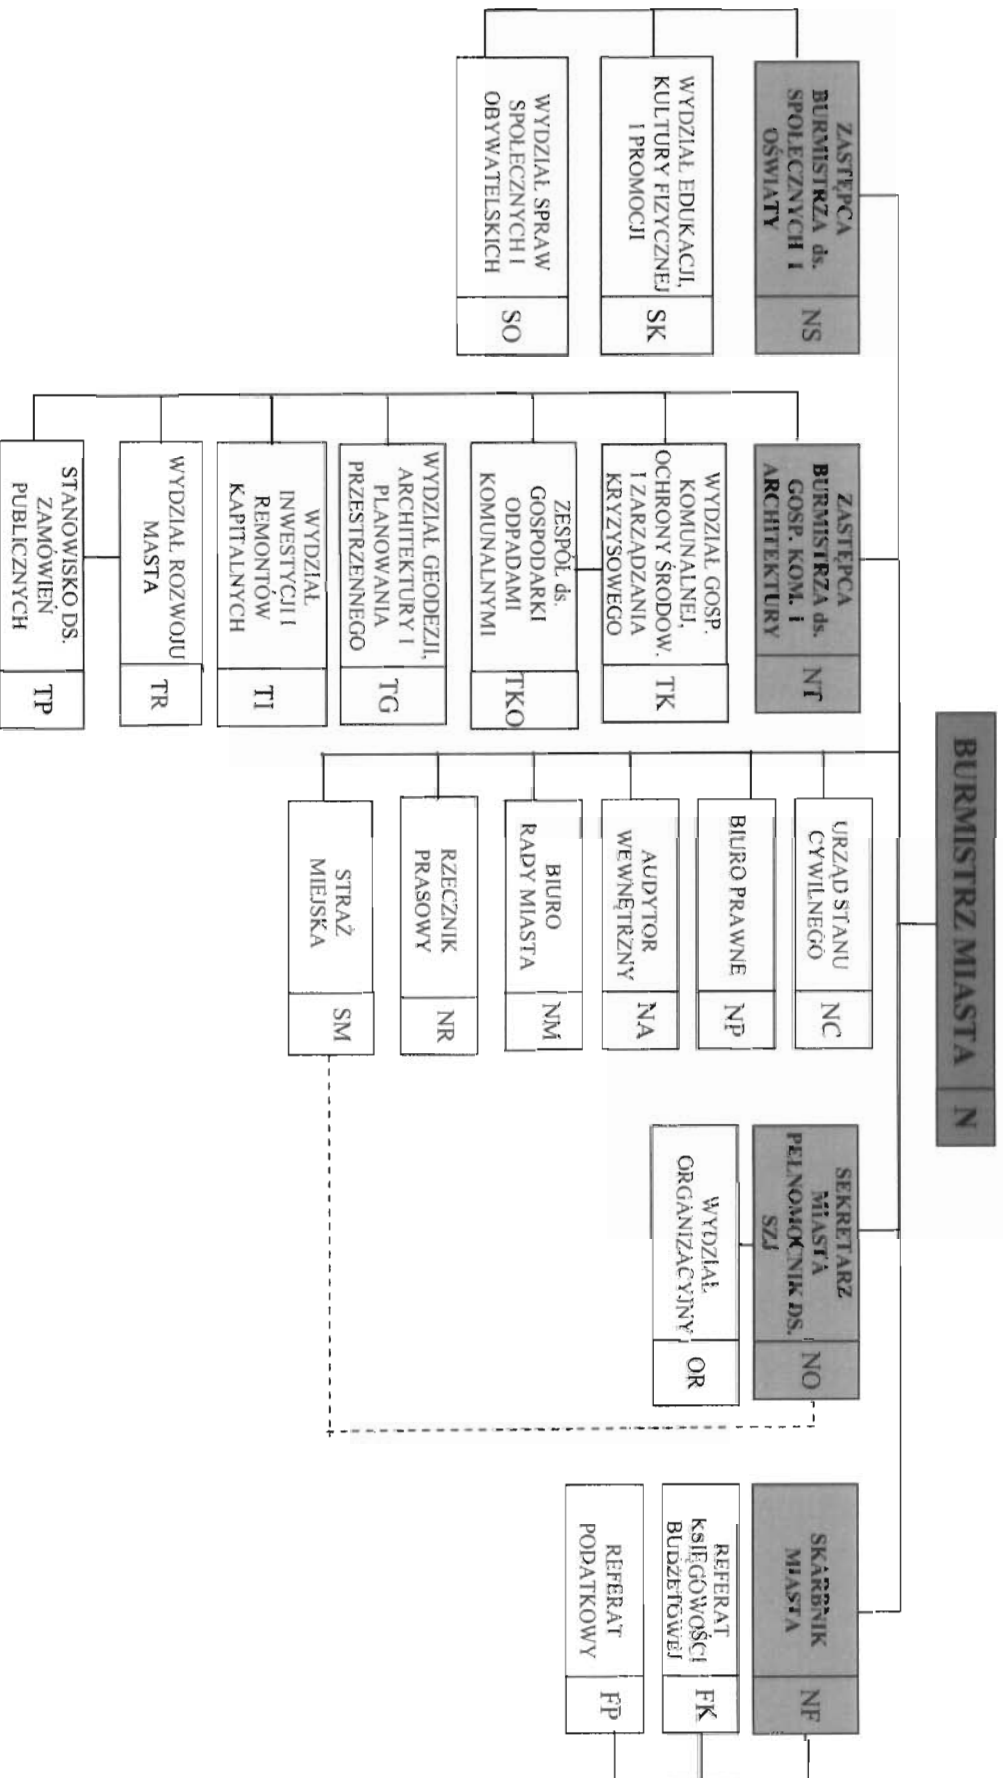 BURMISTRZ MIASTA
N
ZASTĘPCA
BURMISTRZA ds.
SPOŁECZNYCH I
OŚWIATY
NS
WYDZIAŁ EDUKACJI,
KULTURY FIZYCZNEJ
I PROMOCJI
SK
WYDZIAŁ SPRAW
SPOŁECZNYCH I
OBYWATELSKICH
SO
ZASTĘPCA
BURMISTRZA ds.
GOSP. KOM. i
ARCHITEKTURY
NT
WYDZIAŁ GOSP.
KOMUNALNEJ,
OCHRONY ŚRODOW.
I ZARZĄDZANIA
KRYZYSOWEGO
TK
ZESPÓŁ ds.
GOSPODARKI
ODPADAMI
KOMUNALNYMI
TKO
WYDZIAŁ GEODEZJI,
ARCHITEKTURY I
PLANOWANIA
PRZESTRZENNEGO
TG
WYDZIAŁ
INWESTYCJI I
REMONTÓW
KAPITALNYCH
TI
WYDZIAŁ ROZWOJU
MASTA
TR
STANOWISKO DS.
ZAMÓWIEŃ
PUBLICZNYCH
TP
URZĄD STANU
CYWILNEGO
NC
BIURO PRAWNE
NP
AUDYTOR
WEWNĘTRZNY
NA
BIURO
RADY MIASTA
NM
RZECZNIK
PRASOWY
NR
STRAŻ
MIEJSKA
SM
SEKRETARZ
MIASTA
PEŁNOMOCNIK DS.
SZJ
NO
WYDZIAŁ
ORGANIZACYJNY
OR
SKARBNIK
MIASTA
NF
REFERAT
KSIĘGOWOŚCI
BUDŻETOWEJ
FK
REFERAT
PODATKOWY
FP